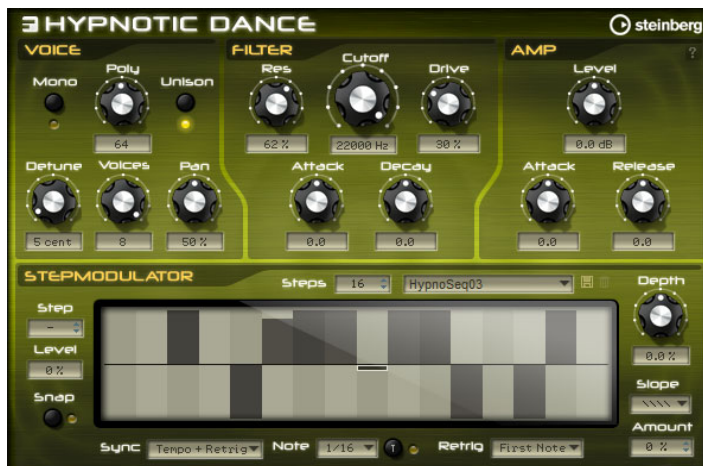 HYPNOTIC DANCE
steinberg
VOICE
FILTER
AMP
?
Mono
Poly
Unison
Res
Cutoff
Drive
Level
64
62 %
22000 Hz
30 %
0.0 dB
Detune
Voices
Pan
Attack
Decay
Attack
Release
5 cent
8
50 %
0.0
0.0
0.0
0.0
STEPMODULATOR
Steps
16
HypnoSeq03
Depth
Step
-
Level
0 %
0.0 %
Snap
Slope
\\\\
Amount
Sync
Tempo + Retrig
Note
1/16
T
Retrig
First Note
0 %